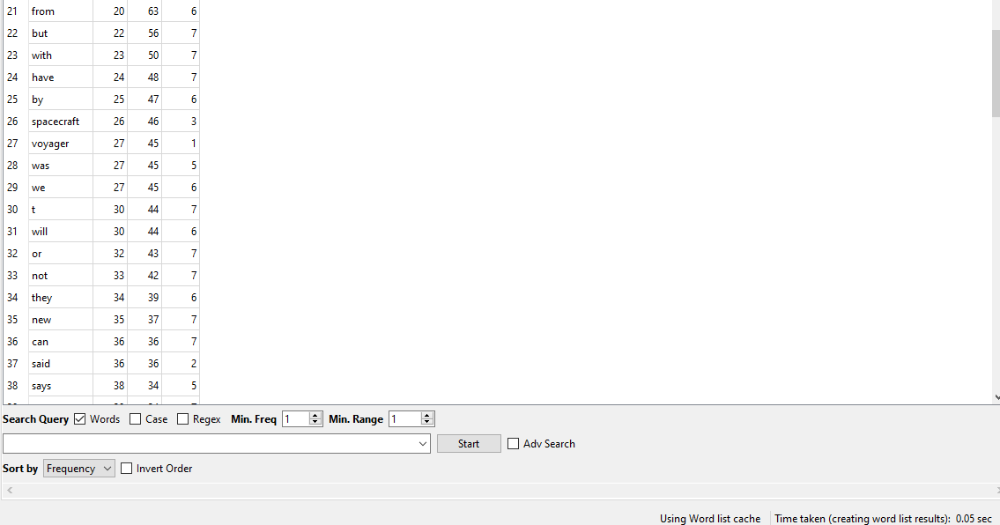 21 from 20 63 6
22 but 22 56 7
23 with 23 50 7
24 have 24 48 7
25 by 25 47 6
26 spacecraft 26 46 3
27 voyager 27 45 1
28 was 27 45 5
29 we 27 45 6
30 t 30 44 7
31 will 30 44 6
32 or 32 43 7
33 not 33 42 7
34 they 34 39 6
35 new 35 37 7
36 can 36 36 7
37 said 36 36 2
38 says 38 34 5
Search Query Words Case Regex Min. Freq 1 Min. Range 1
Start Adv Search
Sort by Frequency Invert Order
Using Word list cache Time taken (creating word list results): 0.05 sec